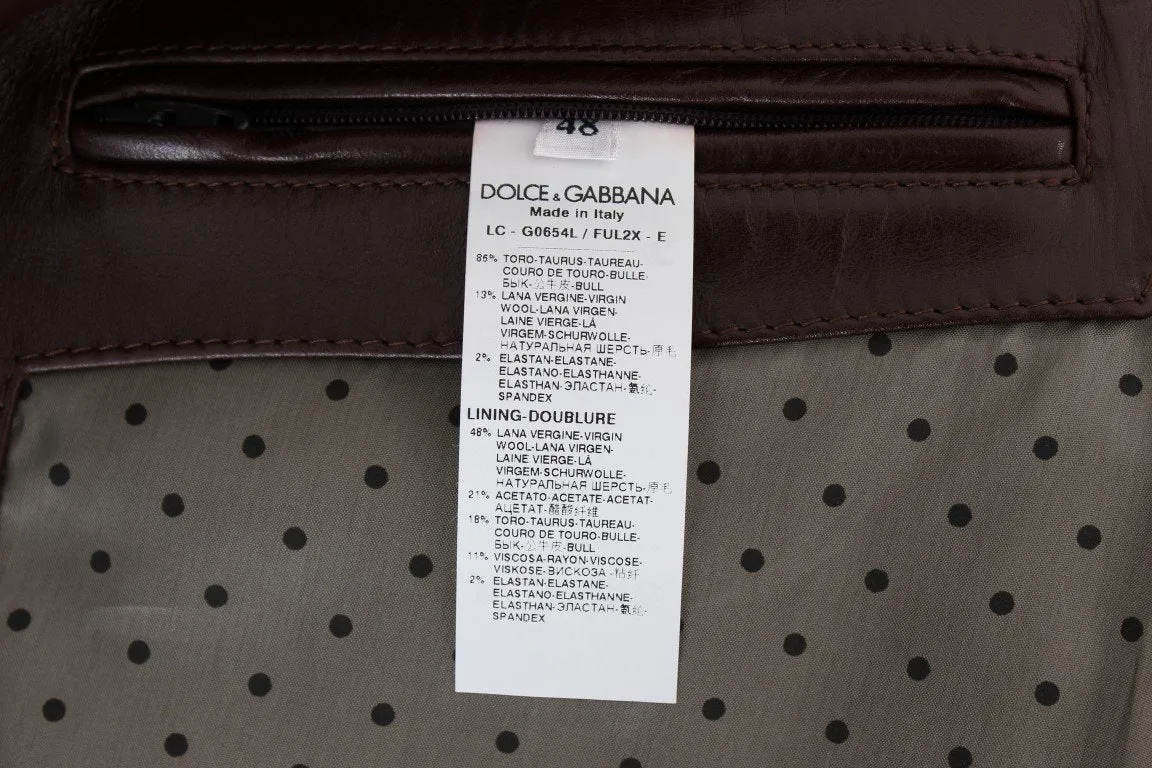 48
DOLCE & GABBANA
Made in Italy
LC - G0654L / FUL2X - E
85% TORO-TAURUS-TAUREAU-
COURO DE TOURO-BULLE-
БЫК-公牛皮-BULL
13% LANA VERGINE-VIRGIN
WOOL-LANA VIRGEN-
LAINE VIERGE-LÀ
VIRGEM-SCHURWOLLE-
НАТУРАЛЬНАЯ ШЕРСТЬ-原毛
2% ELASTAN-ELASTANE-
ELASTANO-ELASTHANNE-
ELASTHAN-ЭЛАСТАН-氨纶-
SPANDEX
LINING-DOUBLURE
48% LANA VERGINE-VIRGIN
WOOL-LANA VIRGEN-
LAINE VIERGE-LÀ
VIRGEM-SCHURWOLLE-
НАТУРАЛЬНАЯ ШЕРСТЬ-原毛
21% ACETATO-ACETATE-ACETAT-
АЦЕТАТ-醋酸纤维
18% TORO-TAURUS-TAUREAU-
COURO DE TOURO-BULLE-
БЫК-公牛皮-BULL
11% VISCOSA-RAYON-VISCOSE-
VISKOSE-ВИСКОЗА-粘纤
2% ELASTAN-ELASTANE-
ELASTANO-ELASTHANNE-
ELASTHAN-ЭЛАСТАН-氨纶-
SPANDEX